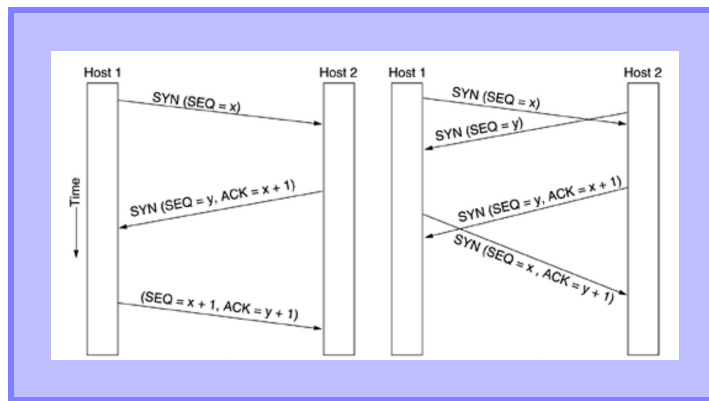 Host 1
Host 2
SYN (SEQ = x)
SYN (SEQ = y, ACK = x + 1)
(SEQ = x + 1, ACK = y + 1)
Time
Host 1
Host 2
SYN (SEQ = x)
SYN (SEQ = y)
SYN (SEQ = y, ACK = x + 1)
SYN (SEQ = x , ACK = y + 1)